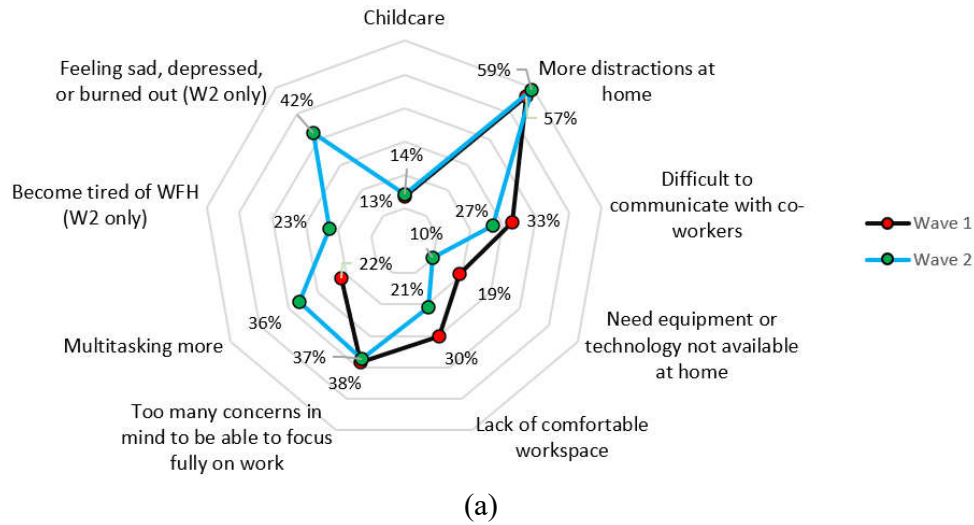 Childcare
Feeling sad, depressed,
or burned out (W2 only)
42%
59%
More distractions at
home
57%
14%
13%
Become tired of WFH
(W2 only)
23%
27%
33%
Difficult to
communicate with co-
workers
10%
22%
21%
19%
Wave 1
Wave 2
Multitasking more
36%
37%
38%
30%
Need equipment or
technology not available
at home
Too many concerns in
mind to be able to focus
fully on work
Lack of comfortable
workspace
(a)